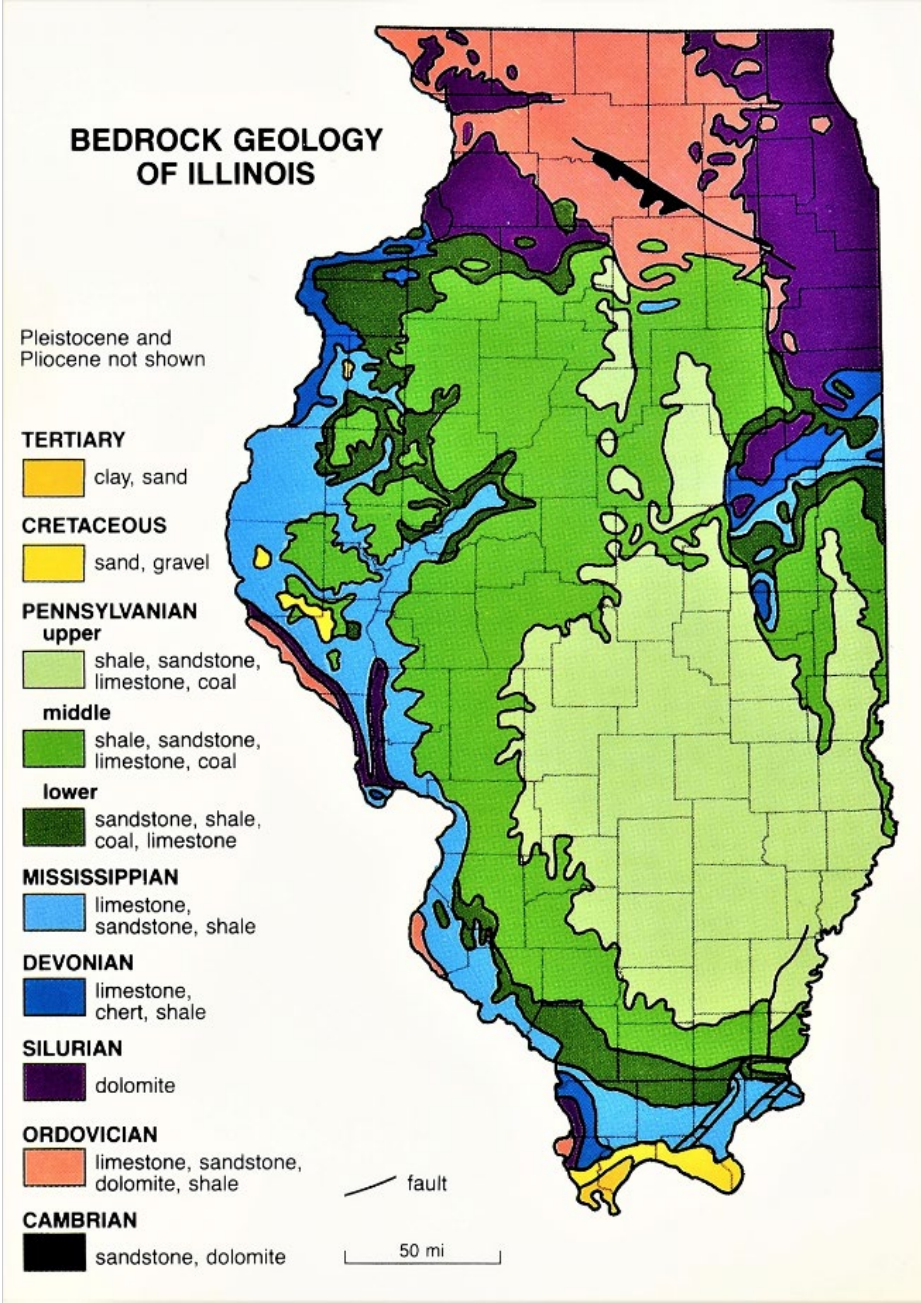 BEDROCK GEOLOGY
OF ILLINOIS
Pleistocene and
Pliocene not shown
TERTIARY
clay, sand
CRETACEOUS
sand, gravel
PENNSYLVANIAN
upper
shale, sandstone,
limestone, coal
middle
shale, sandstone,
limestone, coal
lower
sandstone, shale,
coal, limestone
MISSISSIPPIAN
limestone,
sandstone, shale
DEVONIAN
limestone,
chert, shale
SILURIAN
dolomite
ORDOVICIAN
limestone, sandstone,
dolomite, shale
CAMBRIAN
sandstone, dolomite
fault
50 mi